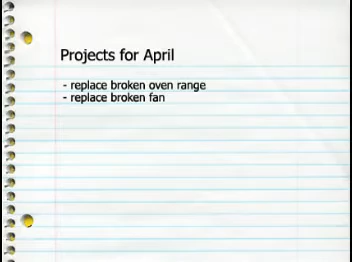 Projects for April
- replace broken oven range
- replace broken fan